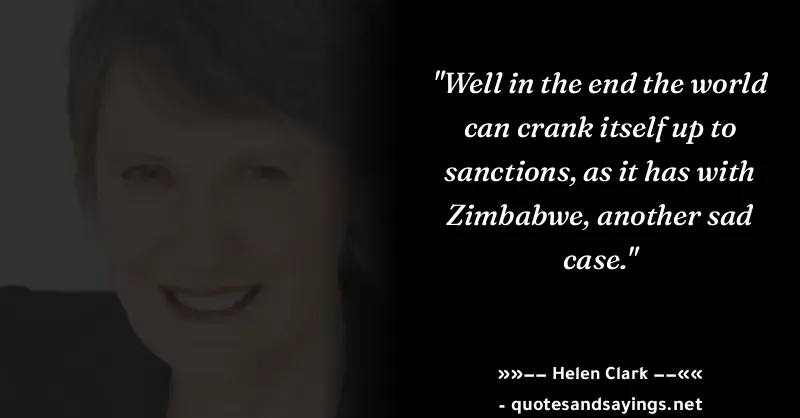 "Well in the end the world
can crank itself up to
sanctions, as it has with
Zimbabwe, another sad
case."
»»−− Helen Clark −−««
- quotesandsayings.net